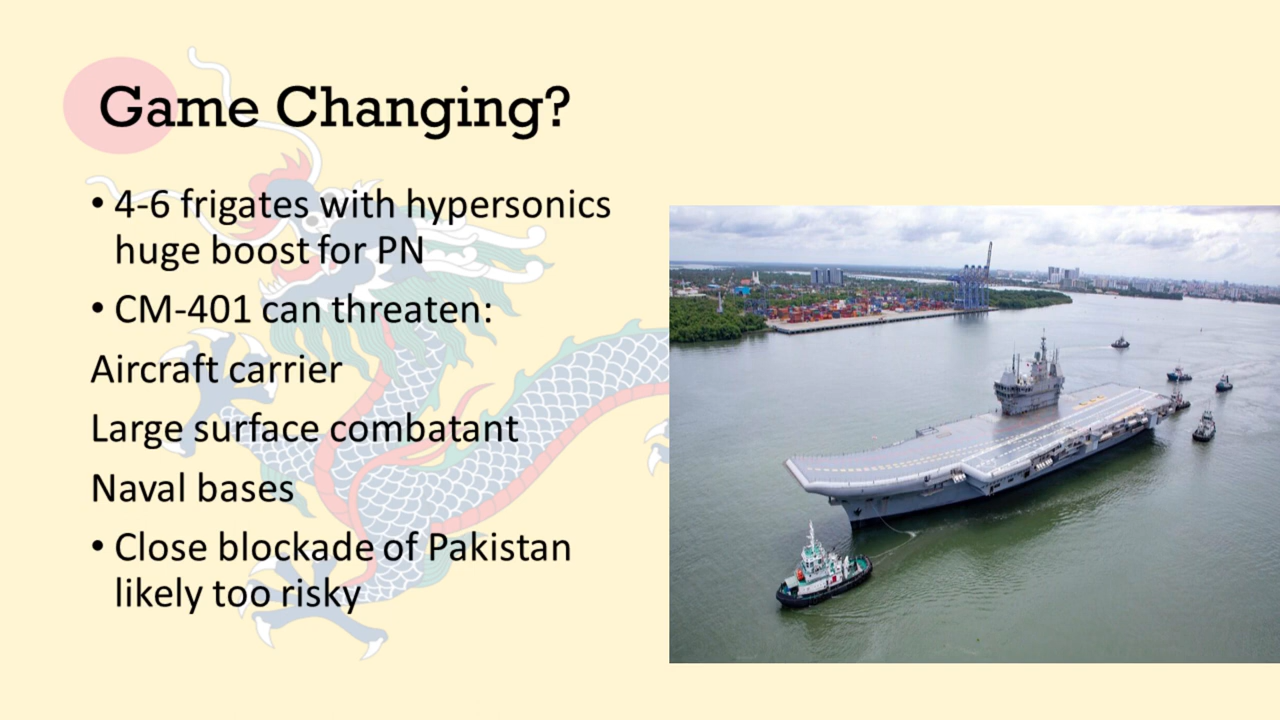 Game Changing?
• 4-6 frigates with hypersonics
huge boost for PN
• CM-401 can threaten:
Aircraft carrier
Large surface combatant
Naval bases
• Close blockade of Pakistan
likely too risky